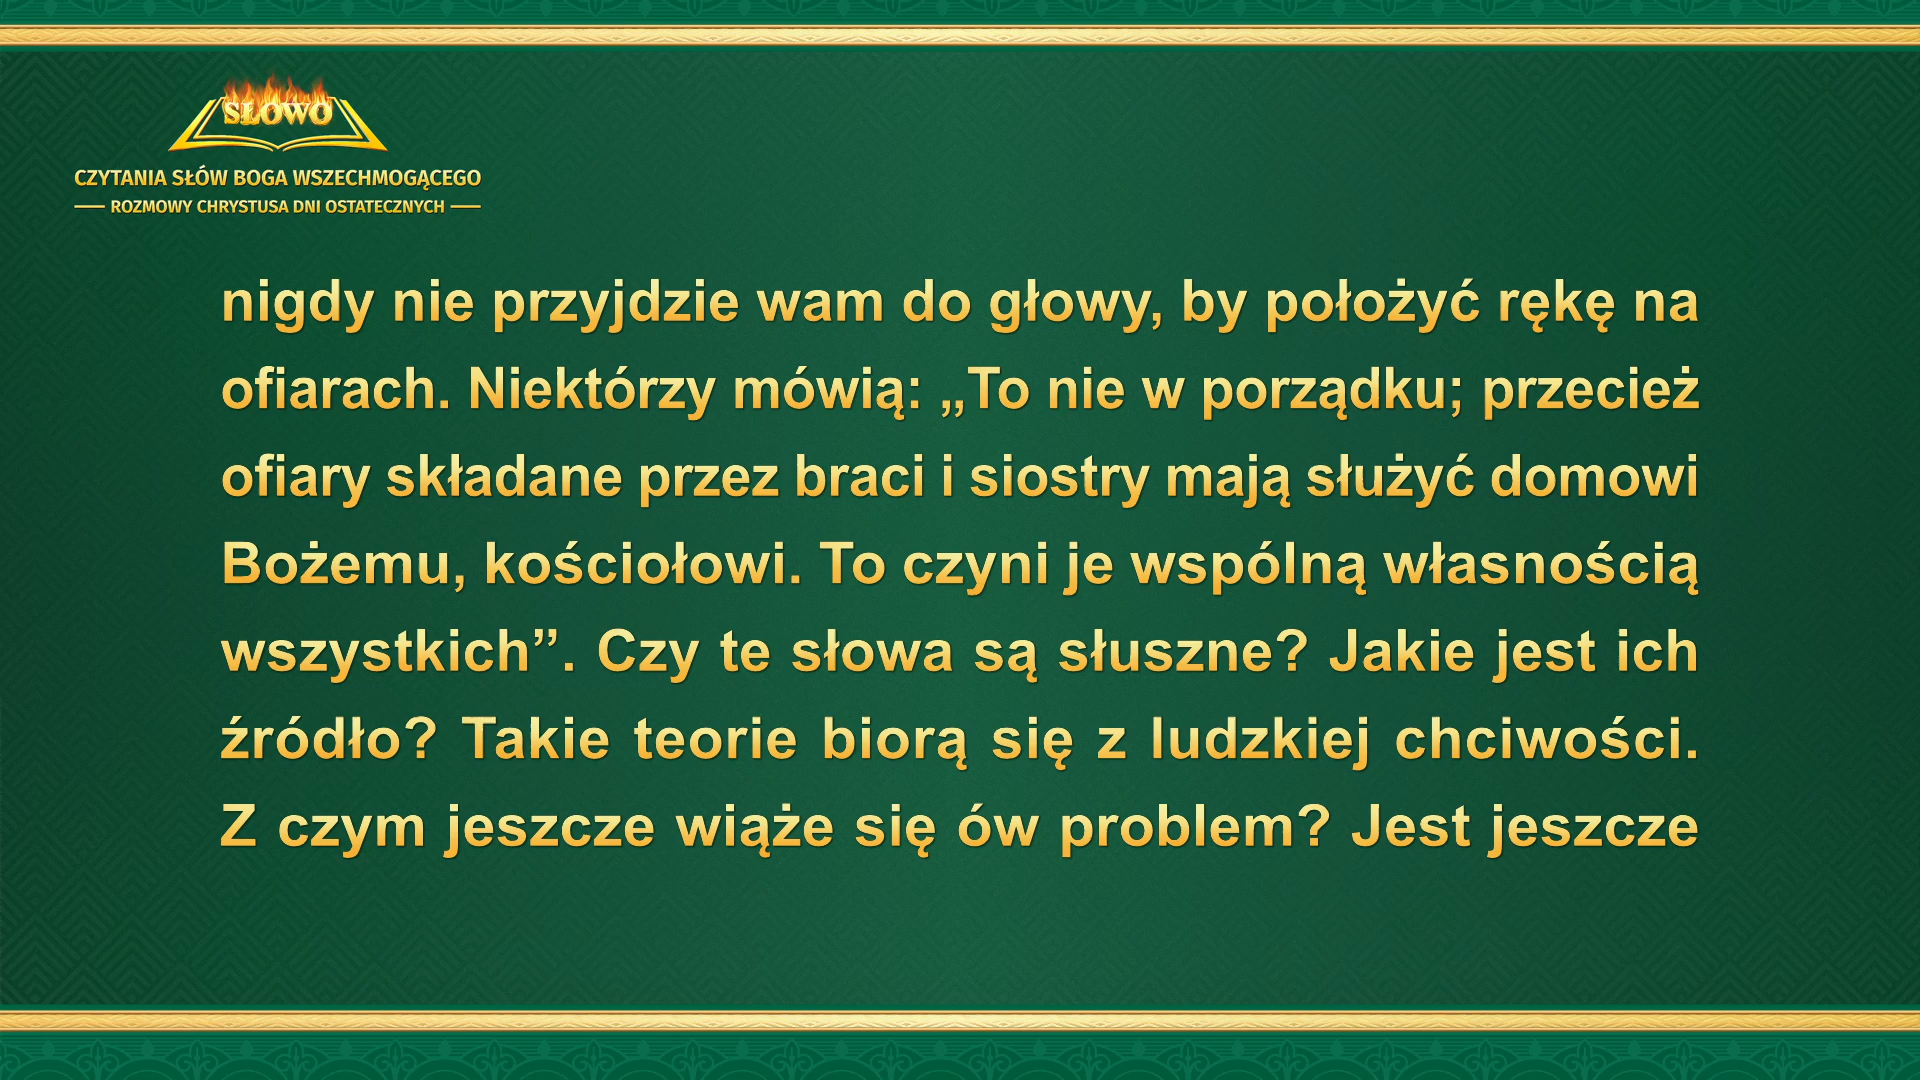 SŁOWO
CZYTANIA SŁÓW BOGA WSZECHMOGĄCEGO
ROZMOWY CHRYSTUSA DNI OSTATECZNYCH
nigdy nie przyjdzie wam do głowy, by położyć rękę na
ofiarach. Niektórzy mówią: „To nie w porządku; przecież
ofiary składane przez braci i siostry mają służyć domowi
Bożemu, kościołowi. To czyni je wspólną własnością
wszystkich”. Czy te słowa są słuszne? Jakie jest ich
źródło? Takie teorie biorą się z ludzkiej chciwości.
Z czym jeszcze wiąże się ów problem? Jest jeszcze